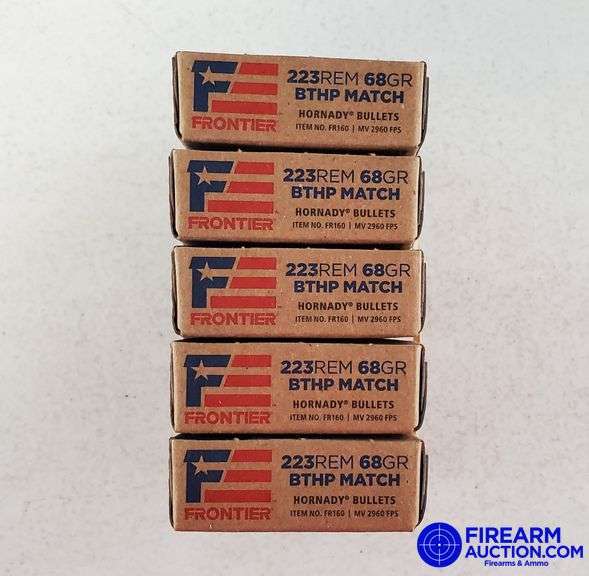 223REM 68GR
BTHP MATCH
HORNADY® BULLETS
ITEM NO. FR160 | MV 2960 FPS
FRONTIER
223REM 68GR
BTHP MATCH
HORNADY® BULLETS
ITEM NO. FR160 | MV 2960 FPS
FRONTIER
223REM 68GR
BTHP MATCH
HORNADY® BULLETS
ITEM NO. FR160 | MV 2960 FPS
FRONTIER
223REM 68GR
BTHP MATCH
HORNADY® BULLETS
ITEM NO. FR160 | MV 2960 FPS
FRONTIER
223REM 68GR
BTHP MATCH
HORNADY® BULLETS
ITEM NO. FR160 | MV 2960 FPS
FRONTIER
FIREARM
AUCTION.COM
Firearms & Ammo